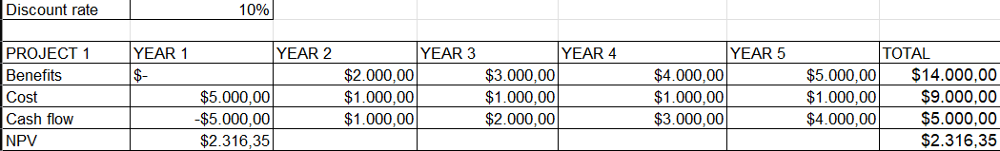 Discount rate 10%
PROJECT 1 YEAR 1 YEAR 2 YEAR 3 YEAR 4 YEAR 5 TOTAL
Benefits $- $2.000,00 $3.000,00 $4.000,00 $5.000,00 $14.000,00
Cost $5.000,00 $1.000,00 $1.000,00 $1.000,00 $1.000,00 $9.000,00
Cash flow -$5.000,00 $1.000,00 $2.000,00 $3.000,00 $4.000,00 $5.000,00
NPV $2.316,35 $2.316,35